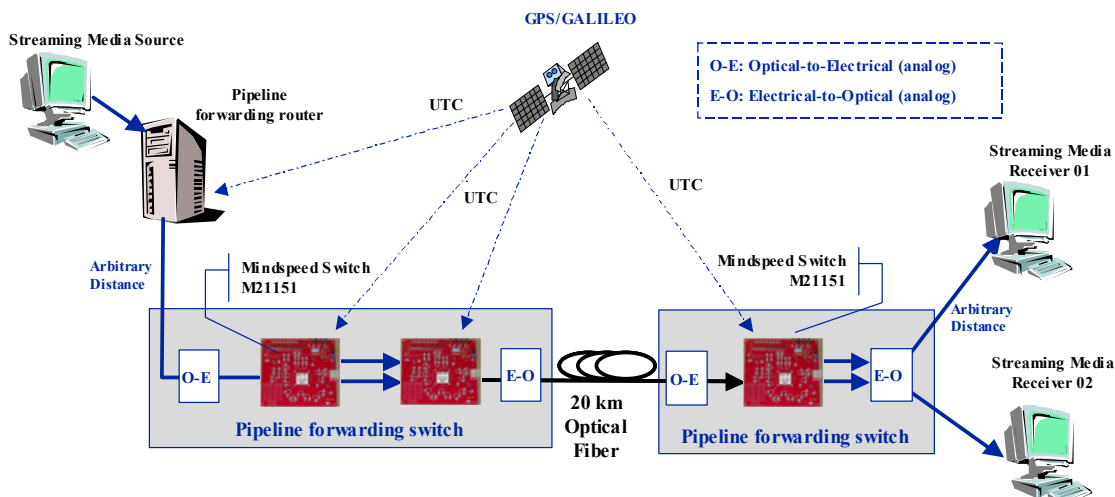 GPS/GALILEO
Streaming Media Source
O-E: Optical-to-Electrical (analog)
E-O: Electrical-to-Optical (analog)
Pipeline
forwarding router
UTC
UTC
UTC
Streaming Media
Receiver 01
Arbitrary
Distance
Mindspeed Switch
M21151
Mindspeed Switch
M21151
Arbitrary
Distance
O-E
E-O
O-E
E-O
20 km
Optical
Fiber
Pipeline forwarding switch
Pipeline forwarding switch
Streaming Media
Receiver 02